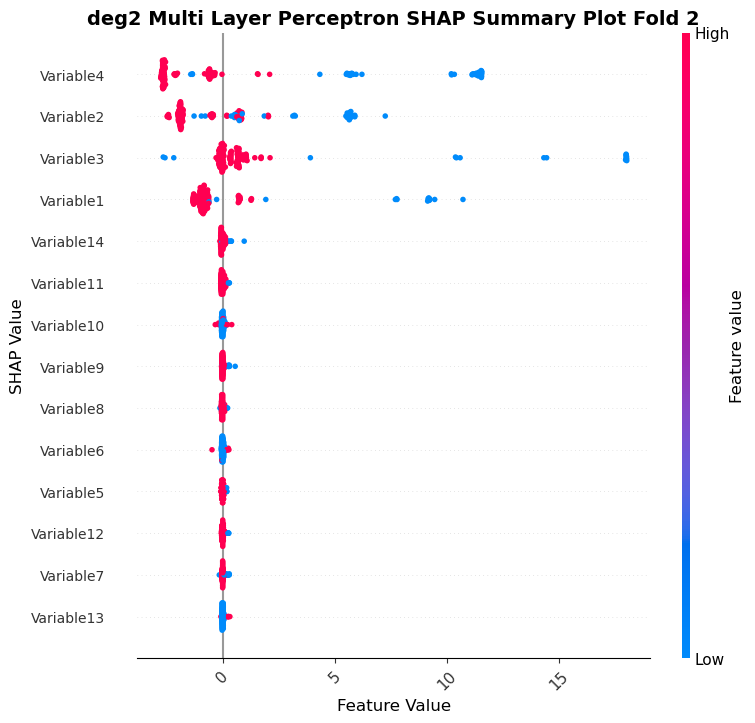 deg2 Multi Layer Perceptron SHAP Summary Plot Fold 2
High
Variable4
Variable2
Variable3
Variable1
Variable14
Variable11
Variable10
Variable9
Variable8
Variable6
Variable5
Variable12
Variable7
Variable13
SHAP Value
Feature value
Low
0
5
10
15
Feature Value